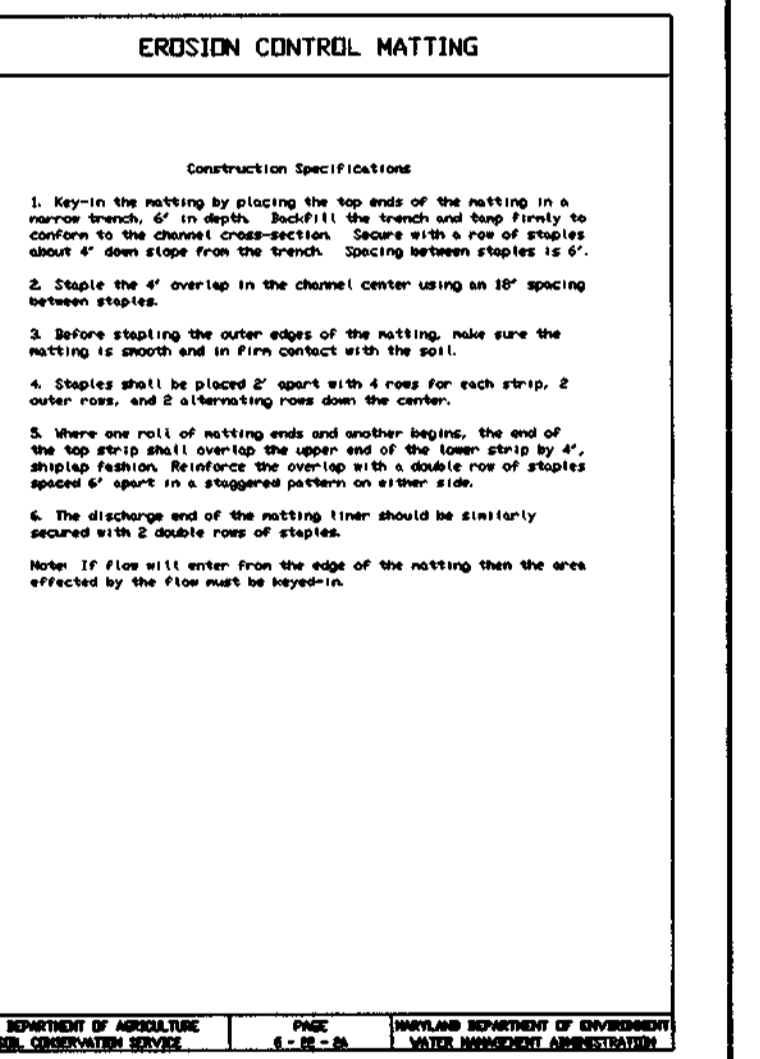 EROSION CONTROL MATTING
Construction Specifications
1. Key-in the matting by placing the top ends of the matting in a
narrow trench, 6" in depth. Backfill the trench and tamp firmly to
conform to the channel cross-section. Secure with a row of staples
about 4" down slope from the trench. Spacing between staples is 6".
2. Staple the 4" overlap in the channel center using an 18" spacing
between staples.
3. Before stapling the outer edges of the matting, make sure the
matting is smooth and in firm contact with the soil.
4. Staples shall be placed 2' apart with 4 rows for each strip, 2
outer rows, and 2 alternating rows down the center.
5. Where one roll of matting ends and another begins, the end of
the top strip shall overlap the upper end of the lower strip by 4",
shiplap fashion. Reinforce the overlap with a double row of staples
spaced 6" apart in a staggered pattern on either side.
6. The discharge end of the matting liner should be similarly
secured with 2 double rows of staples.
Note: If flow will enter from the edge of the matting then the area
effected by the flow must be keyed-in.
DEPARTMENT OF AGRICULTURE
SOIL CONSERVATION SERVICE
PAGE
G - 22 - 2A
MARYLAND DEPARTMENT OF ENVIRONMENT
WATER MANAGEMENT ADMINISTRATION